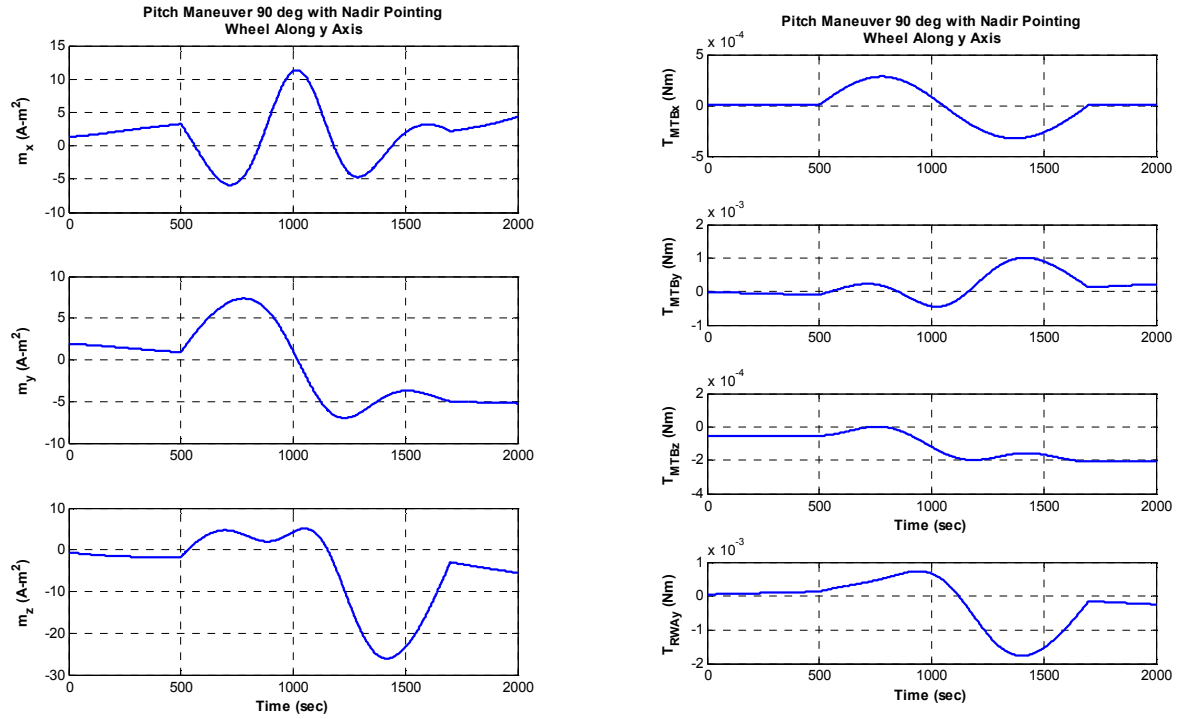 Pitch Maneuver 90 deg with Nadir Pointing
Wheel Along y Axis
15
10
5
0
-5
-10
m_x (A-m²)
0 500 1000 1500 2000
10
5
0
-5
-10
m_y (A-m²)
0 500 1000 1500 2000
10
0
-10
-20
-30
m_z (A-m²)
0 500 1000 1500 2000
Time (sec)
Pitch Maneuver 90 deg with Nadir Pointing
Wheel Along y Axis
x 10⁻⁴
5
0
-5
T_MTBx (Nm)
0 500 1000 1500 2000
x 10⁻³
2
1
0
-1
T_MTBy (Nm)
0 500 1000 1500 2000
x 10⁻⁴
2
0
-2
-4
T_MTBz (Nm)
0 500 1000 1500 2000
Time (sec)
x 10⁻³
1
0
-1
-2
T_RWAy (Nm)
0 500 1000 1500 2000
Time (sec)